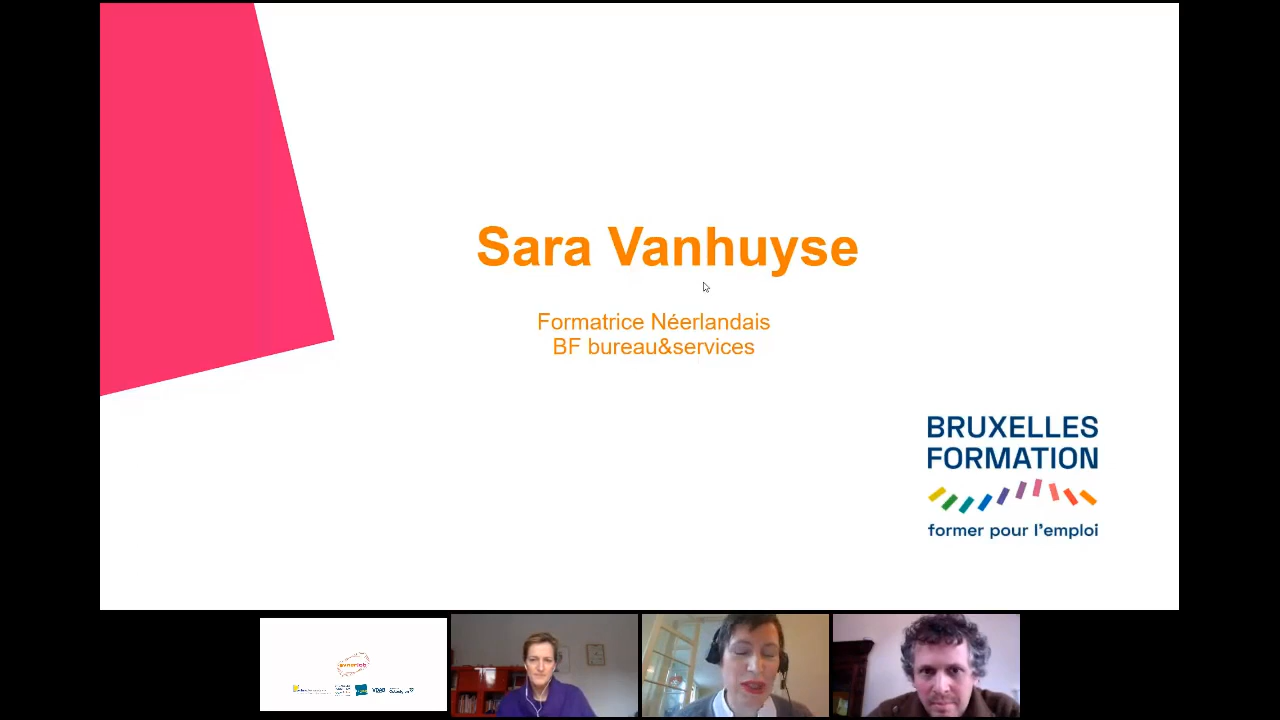 Sara Vanhuyse
Formatrice Néerlandais
BF bureau&services
BRUXELLES
FORMATION
former pour l'emploi